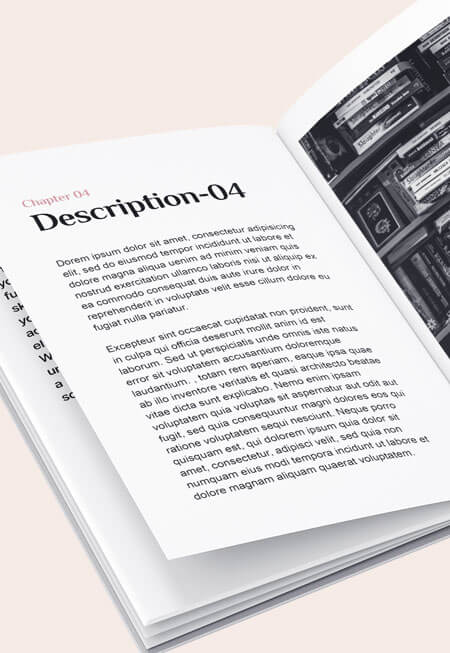 Chapter 04
Description-04
Dorem ipsum dolor sit amet, consectetur adipisicing
elit, sed do eiusmod tempor incididunt ut labore et
dolore magna aliqua uenim ad minim veniam quis
nostrud exercitation ullamco laboris nisi ut aliquip ex
ea commodo consequat duis aute irure dolor in
reprehenderit in voluptate velit esse cillum dolore eu
fugiat nulla pariatur.
Excepteur sint occaecat cupidatat non proident, sunt
in culpa qui officia deserunt mollit anim id est
laborum. Sed ut perspiciatis unde omnis iste natus
error sit voluptatem accusantium doloremque
laudantium. , totam rem aperiam, eaque ipsa quae
ab illo inventore veritatis et quasi architecto beatae
vitae dicta sunt explicabo. Nemo enim ipsam
voluptatem quia voluptas sit aspernatur aut odit aut
fugit, sed quia consequuntur magni dolores eos qui
ratione voluptatem sequi nesciunt. Neque porro
quisquam est, qui dolorem ipsum quia dolor sit
amet, consectetur, adipisci velit, sed quia non
numquam eius modi tempora incidunt ut labore et
dolore magnam aliquam quaerat voluptatem.